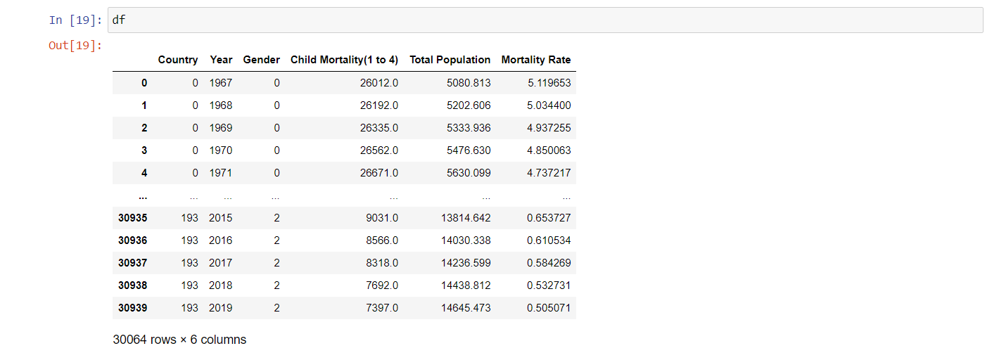 In [19]: df
Out[19]:
Country Year Gender Child Mortality(1 to 4) Total Population Mortality Rate
0 0 1967 0 26012.0 5080.813 5.119653
1 0 1968 0 26192.0 5202.606 5.034400
2 0 1969 0 26335.0 5333.936 4.937255
3 0 1970 0 26562.0 5476.630 4.850063
4 0 1971 0 26671.0 5630.099 4.737217
... ... ... ... ... ... ...
30935 193 2015 2 9031.0 13814.642 0.653727
30936 193 2016 2 8566.0 14030.338 0.610534
30937 193 2017 2 8318.0 14236.599 0.584269
30938 193 2018 2 7692.0 14438.812 0.532731
30939 193 2019 2 7397.0 14645.473 0.505071
30064 rows × 6 columns